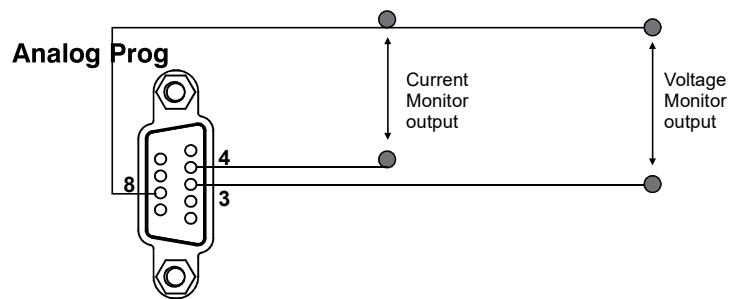 Analog Prog
Current
Monitor
output
Voltage
Monitor
output
4
8
3